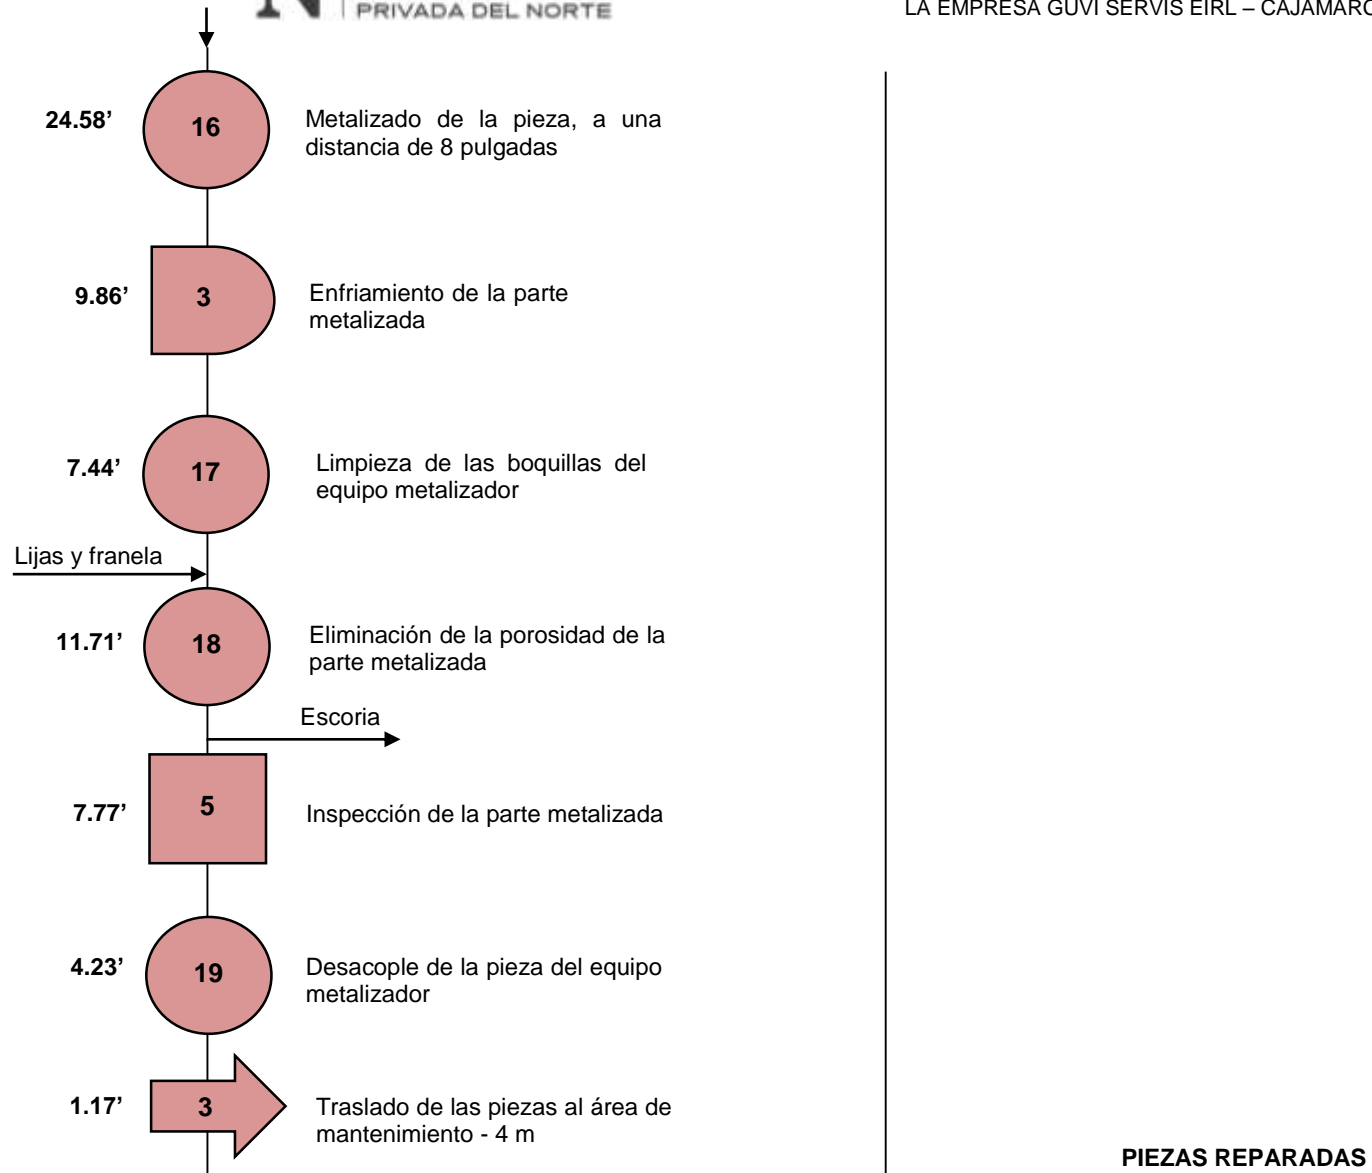 N
PRIVADA DEL NORTE
LA EMPRESA GUVI SERVIS EIRL – CAJAMARC
24.58’
16
Metalizado de la pieza, a una
distancia de 8 pulgadas
9.86’
3
Enfriamiento de la parte
metalizada
7.44’
17
Limpieza de las boquillas del
equipo metalizador
Lijas y franela
11.71’
18
Eliminación de la porosidad de la
parte metalizada
Escoria
7.77’
5
Inspección de la parte metalizada
4.23’
19
Desacople de la pieza del equipo
metalizador
1.17’
3
Traslado de las piezas al área de
mantenimiento - 4 m
PIEZAS REPARADAS